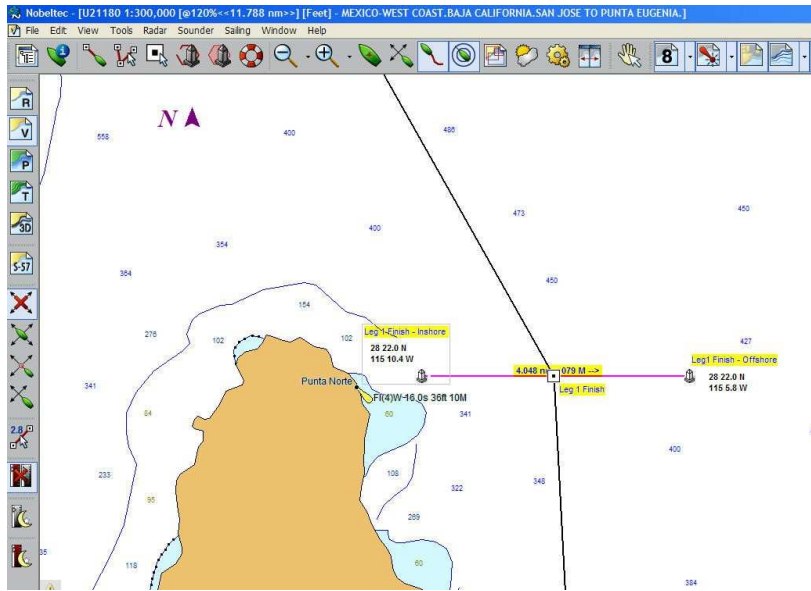 Nobeltec - [U21180 1:300,000 [@120%<<11.788 nm>>] [Feet] - MEXICO-WEST COAST.BAJA CALIFORNIA.SAN JOSE TO PUNTA EUGENIA.]
File Edit View Tools Radar Sounder Sailing Window Help
8
R
V
P
T
3D
S-57
2.8
N
558
400
486
473
450
400
354
450
364
154
276
102
102
Leg 1 Finish - Inshore
28 22.0 N
115 10.4 W
427
Leg1 Finish - Offshore
28 22.0 N
115 5.8 W
4.048 n
079 M -->
Leg 1 Finish
Punta Norte
341
Fl(4)W 16.0s 36ft 10M
84
60
341
400
233
108
348
95
322
269
35
118
60
384